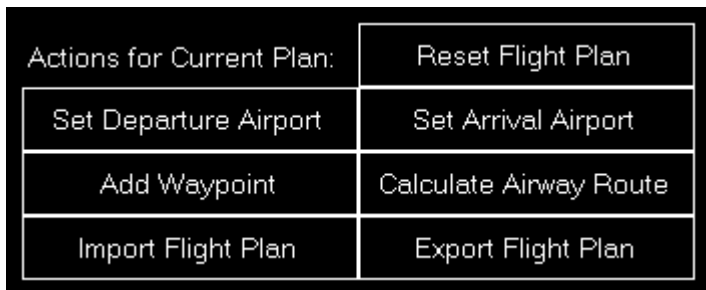 Actions for Current Plan:
Reset Flight Plan
Set Departure Airport
Set Arrival Airport
Add Waypoint
Calculate Airway Route
Import Flight Plan
Export Flight Plan